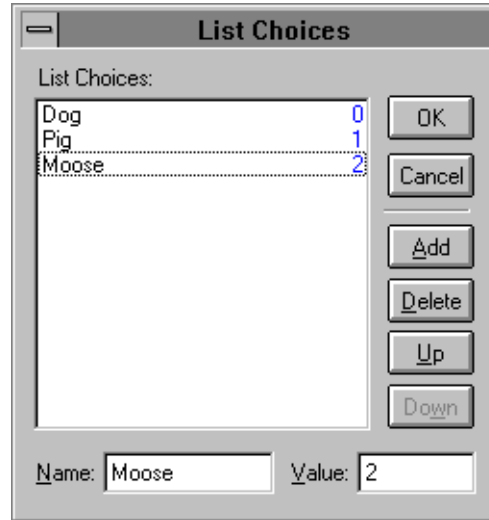 List Choices
List Choices:
Dog 0
Pig 1
Moose 2
OK
Cancel
Add
Delete
Up
Down
Name: Moose Value: 2